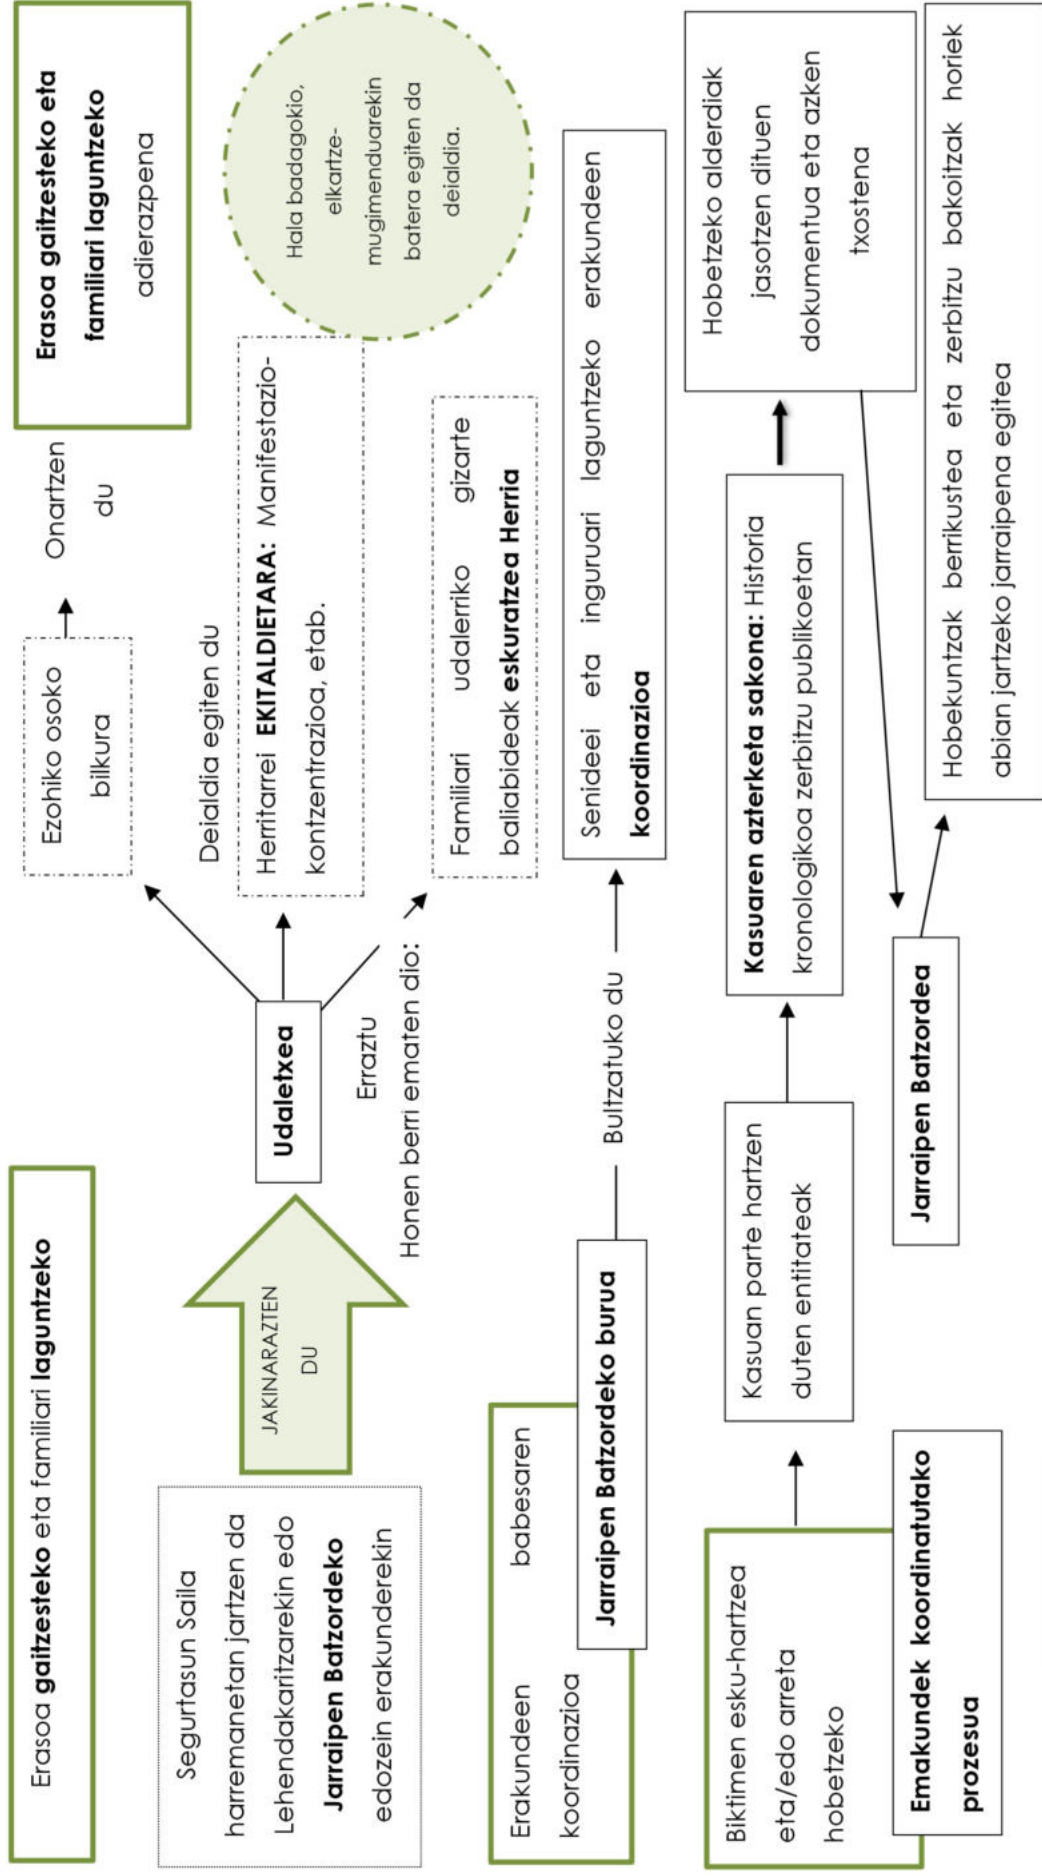 Erasoa gaitzesteko eta familiari laguntzeko
Segurtasun Saila
harremanetan jartzen da
Lehendakaritzarekin edo
Jarraipen Batzordeko
edozein erakunderekin
JAKINARAZTEN
DU
Udaletxea
Ezohiko osoko
bilkura
Onartzen
du
Erasoa gaitzesteko eta
familiari laguntzeko
adierazpena
Deialdia egiten du
Herritarrei EKITALDIETARA: Manifestazio-
kontzentrazioa, etab.
Hala badagokio,
elkartze-
mugimenduarekin
batera egiten da
deialdia.
Erraztu
Honen berri ematen dio:
Familiari udalerriko gizarte
baliabideak eskuratzea Herria
Erakundeen babesaren
koordinazioa
Jarraipen Batzordeko burua
Bultzatuko du
Senideei eta inguruari laguntzeko erakundeen
koordinazioa
Biktimen esku-hartzea
eta/edo arreta
hobetzeko
Emakundek koordinatutako
prozesua
Kasuan parte hartzen
duten entitateak
Kasuaren azterketa sakona: Historia
kronologikoa zerbitzu publikoetan
Hobetzeko alderdiak
jasotzen dituen
dokumentua eta azken
txostena
Jarraipen Batzordea
Hobekuntzak berrikustea eta zerbitzu bakoitzak horiek
abian jartzeko jarraipena egitea